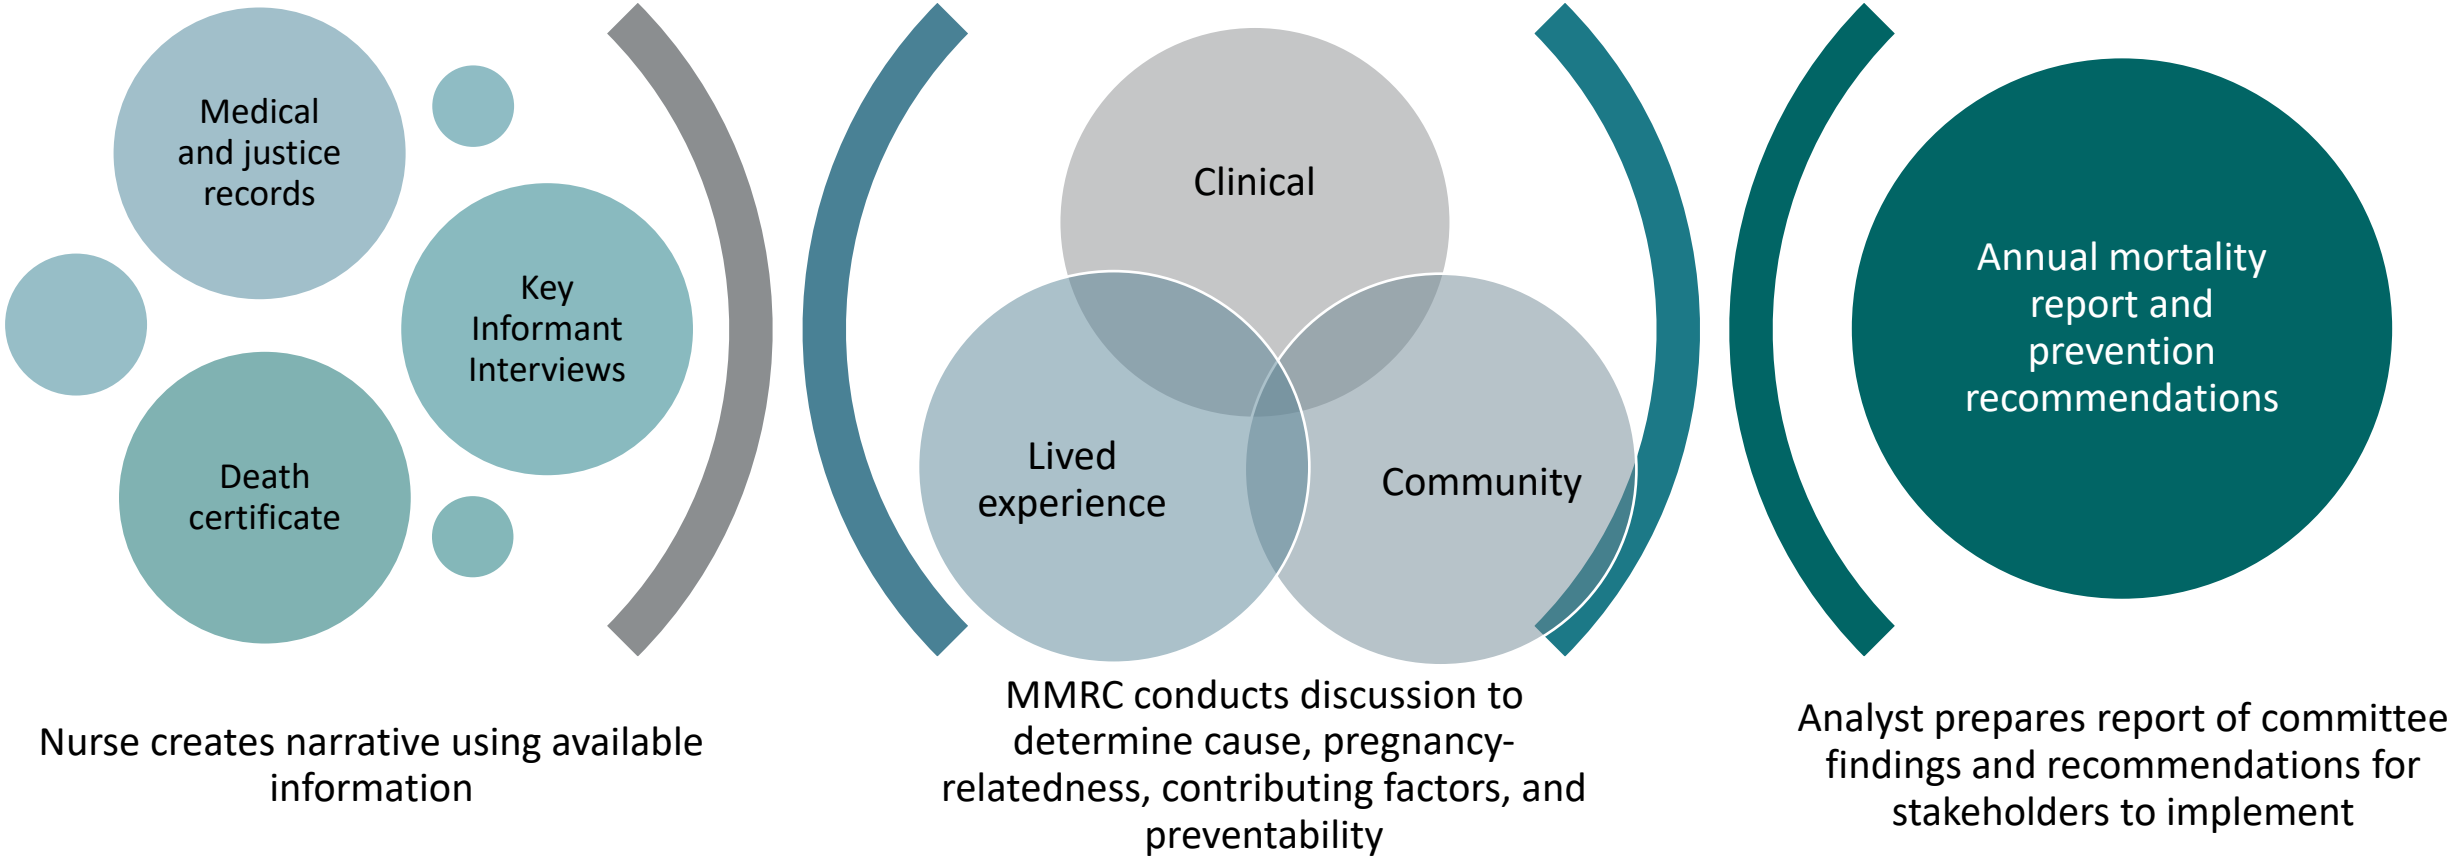 Medical
and justice
records
Key
Informant
Interviews
Death
certificate
Nurse creates narrative using available
information
Clinical
Lived
experience
Community
MMRC conducts discussion to
determine cause, pregnancy-
relatedness, contributing factors, and
preventability
Annual mortality
report and
prevention
recommendations
Analyst prepares report of committee
findings and recommendations for
stakeholders to implement